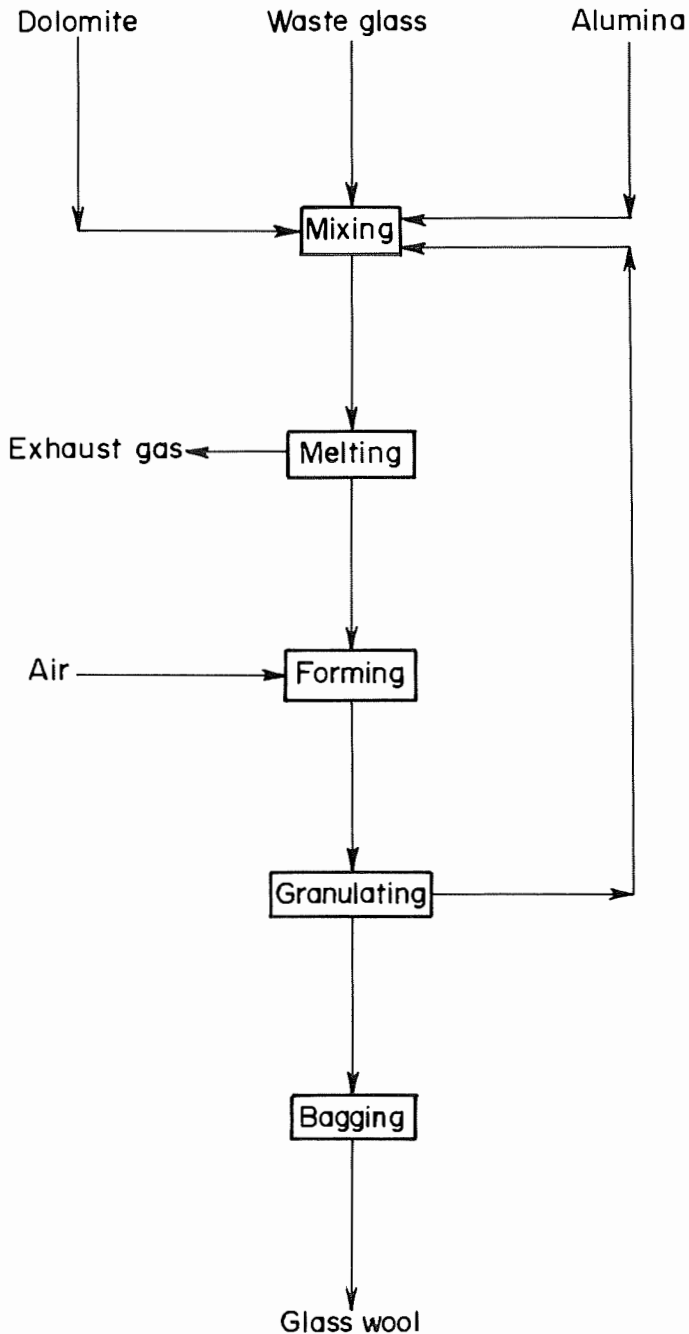 Dolomite
Waste glass
Alumina
Mixing
Exhaust gas
Melting
Air
Forming
Granulating
Bagging
Glass wool